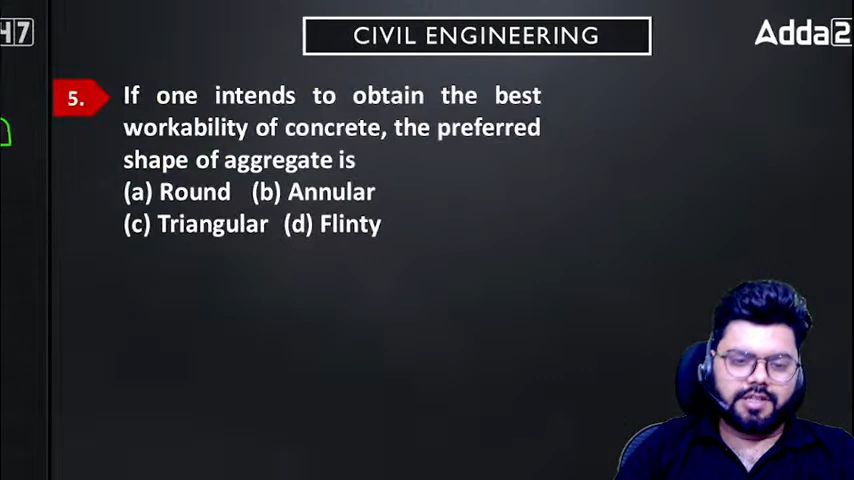 47
CIVIL ENGINEERING
Adda2
5.
If one intends to obtain the best
workability of concrete, the preferred
shape of aggregate is
(a) Round (b) Annular
(c) Triangular (d) Flinty